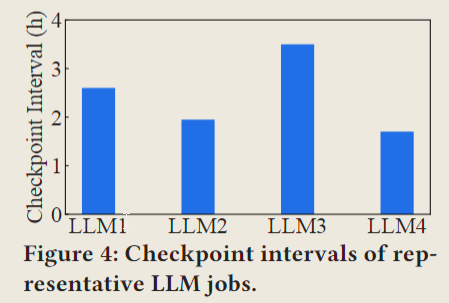 Checkpoint Interval (h)
4
3
2
1
0
LLM1 LLM2 LLM3 LLM4
Figure 4: Checkpoint intervals of rep-
resentative LLM jobs.